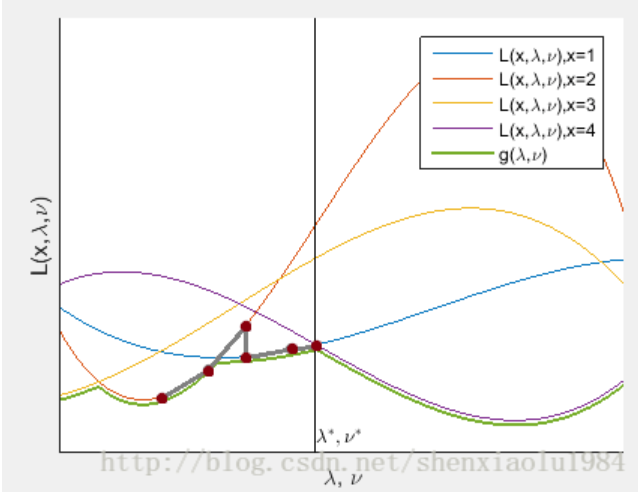 L(x,λ,ν),x=1
L(x,λ,ν),x=2
L(x,λ,ν),x=3
L(x,λ,ν),x=4
g(λ,ν)
L(x,λ,ν)
λ*, ν*
http://blog.csdn.net/shenxiaolu1984
λ, ν